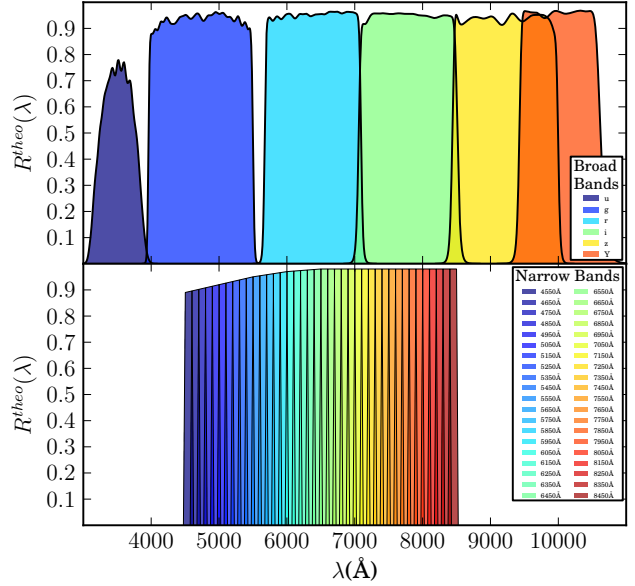 0.9
0.8
0.7
0.6
0.5
0.4
0.3
0.2
0.1
R^theo(λ)
Broad
Bands
u
g
r
i
z
Y
0.9
0.8
0.7
0.6
0.5
0.4
0.3
0.2
0.1
R^theo(λ)
Narrow Bands
4550Å 6550Å
4650Å 6650Å
4750Å 6750Å
4850Å 6850Å
4950Å 6950Å
5050Å 7050Å
5150Å 7150Å
5250Å 7250Å
5350Å 7350Å
5450Å 7450Å
5550Å 7550Å
5650Å 7650Å
5750Å 7750Å
5850Å 7850Å
5950Å 7950Å
6050Å 8050Å
6150Å 8150Å
6250Å 8250Å
6350Å 8350Å
6450Å 8450Å
4000 5000 6000 7000 8000 9000 10000
λ(Å)